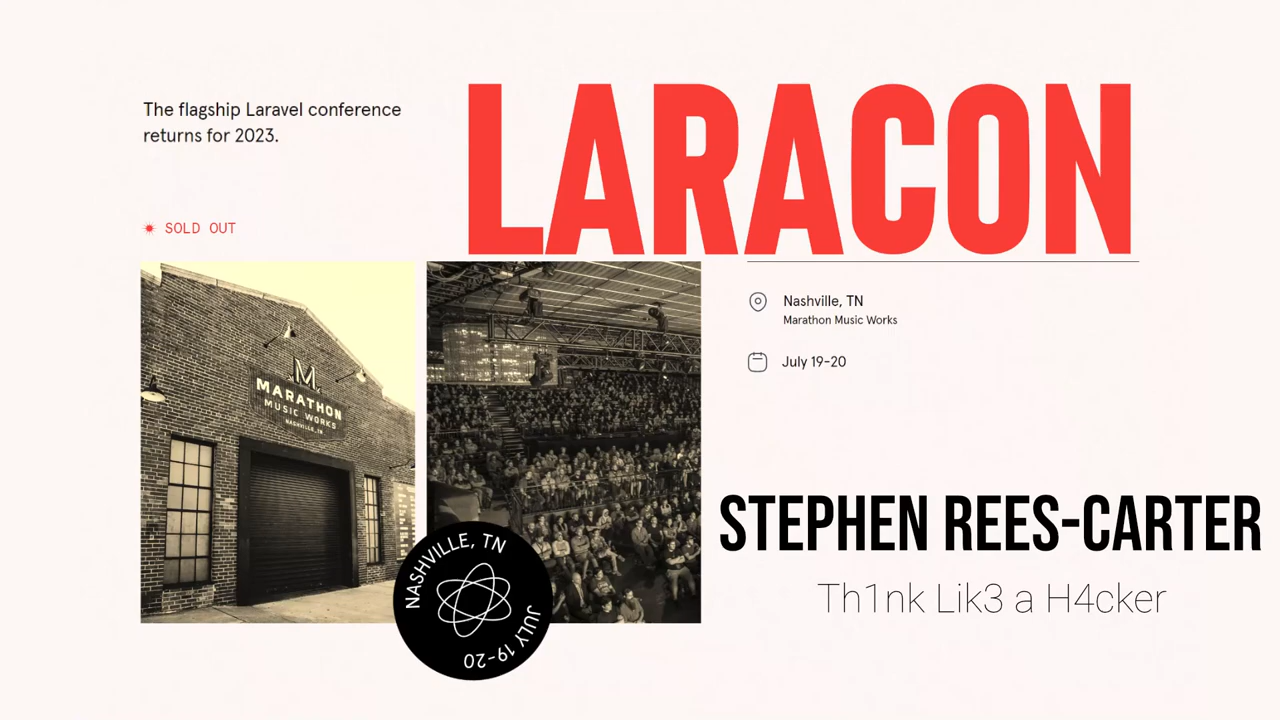 The flagship Laravel conference
returns for 2023.
SOLD OUT
LARACON
Nashville, TN
Marathon Music Works
July 19-20
M
MARATHON
MUSIC WORKS
NASHVILLE, TN
NASHVILLE, TN
JULY 19-20
STEPHEN REES-CARTER
Th1nk Lik3 a H4cker